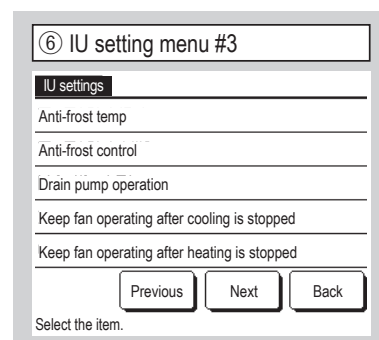 ⑥ IU setting menu #3
IU settings
Anti-frost temp
Anti-frost control
Drain pump operation
Keep fan operating after cooling is stopped
Keep fan operating after heating is stopped
Previous Next Back
Select the item.